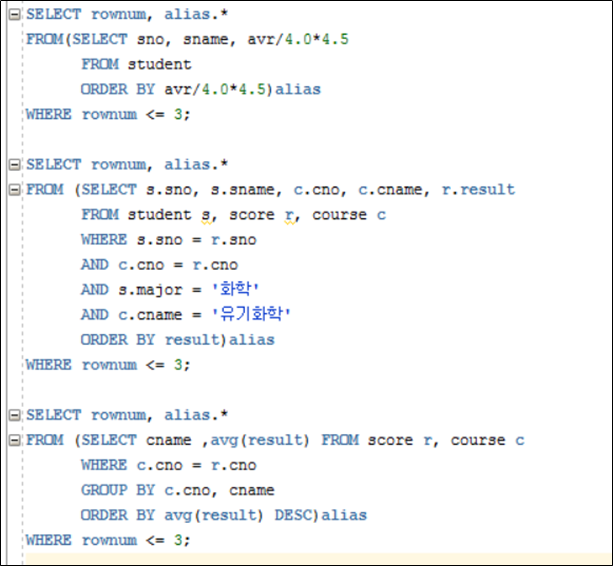 SELECT rownum, alias.*
FROM(SELECT sno, sname, avr/4.0*4.5
FROM student
ORDER BY avr/4.0*4.5)alias
WHERE rownum <= 3;
SELECT rownum, alias.*
FROM (SELECT s.sno, s.sname, c.cno, c.cname, r.result
FROM student s, score r, course c
WHERE s.sno = r.sno
AND c.cno = r.cno
AND s.major = '화학'
AND c.cname = '유기화학'
ORDER BY result)alias
WHERE rownum <= 3;
SELECT rownum, alias.*
FROM (SELECT cname ,avg(result) FROM score r, course c
WHERE c.cno = r.cno
GROUP BY c.cno, cname
ORDER BY avg(result) DESC)alias
WHERE rownum <= 3;